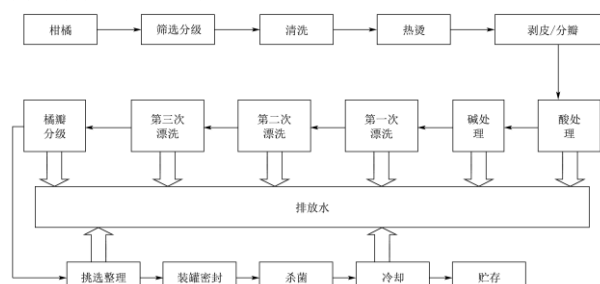 柑橘
筛选分级
清洗
热烫
剥皮/分瓣
酸处
理
碱处
理
第一次
漂洗
第二次
漂洗
第三次
漂洗
橘瓣
分级
排放水
挑选整理
装罐密封
杀菌
冷却
贮存